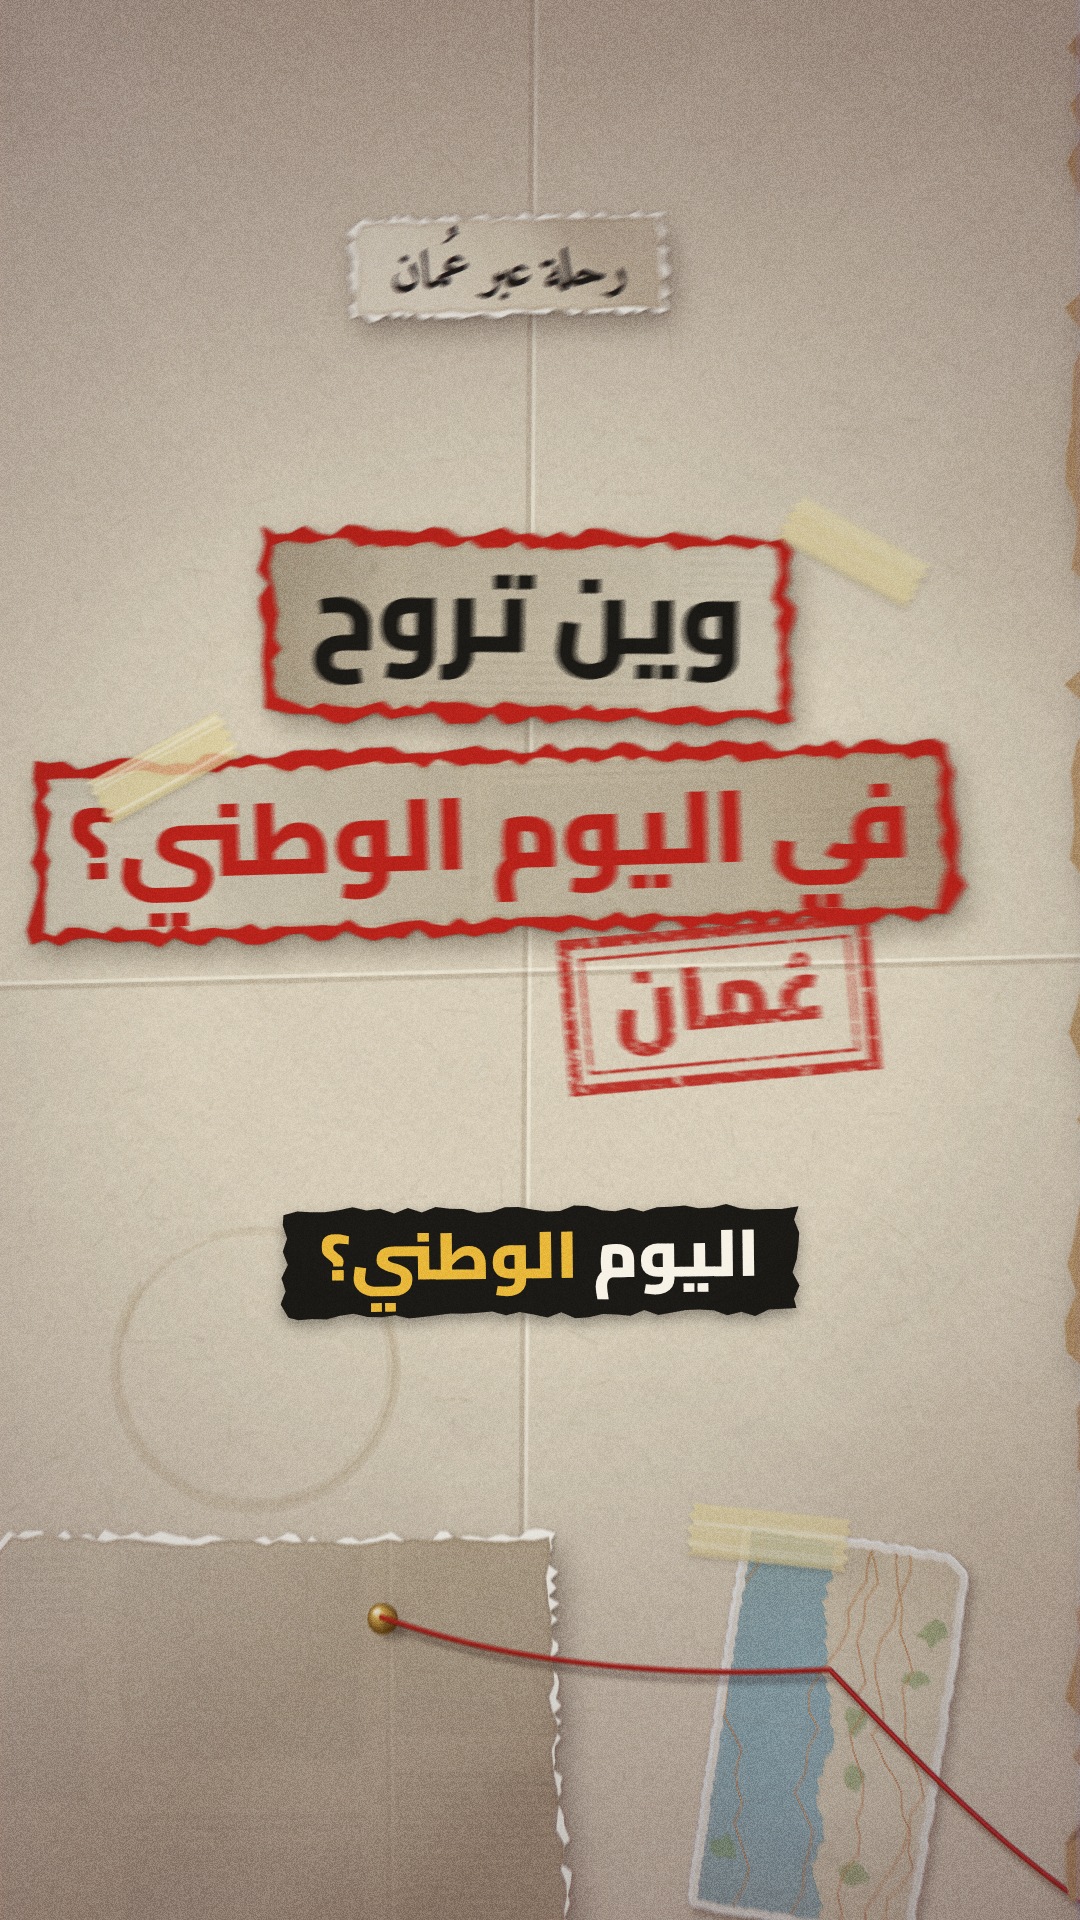 رحلة عبر عُمان
وين تروح
في اليوم الوطني؟
عُمان
اليوم الوطني؟